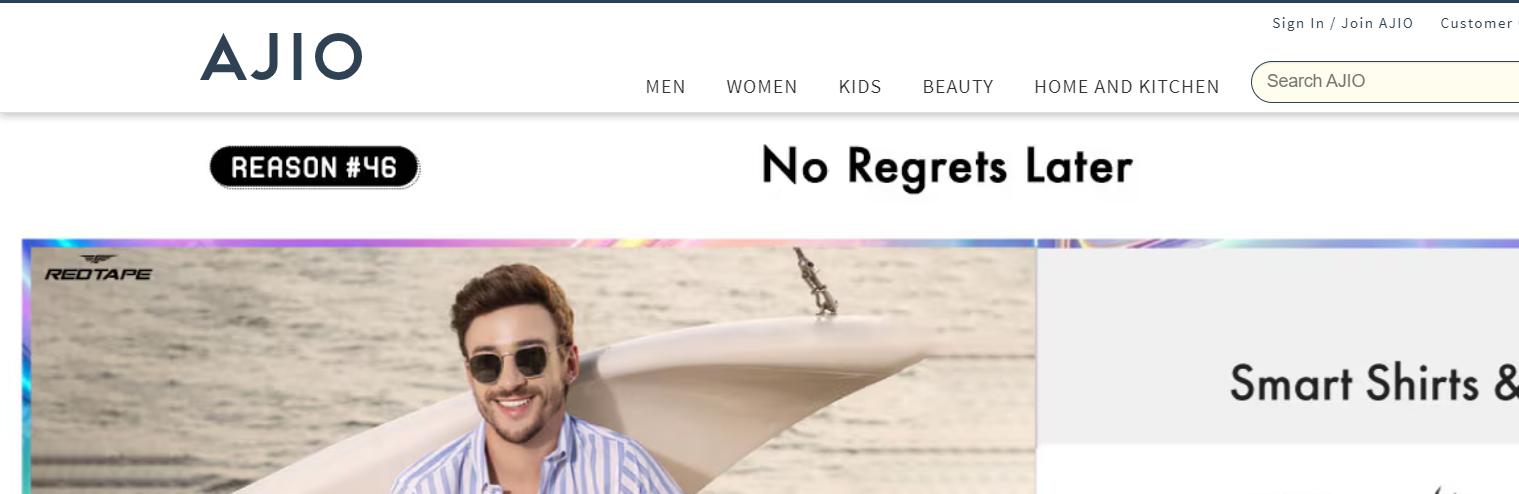 Sign In / Join AJIO Customer
AJIO
MEN WOMEN KIDS BEAUTY HOME AND KITCHEN Search AJIO
REASON #46 No Regrets Later
REDTAPE
Smart Shirts &